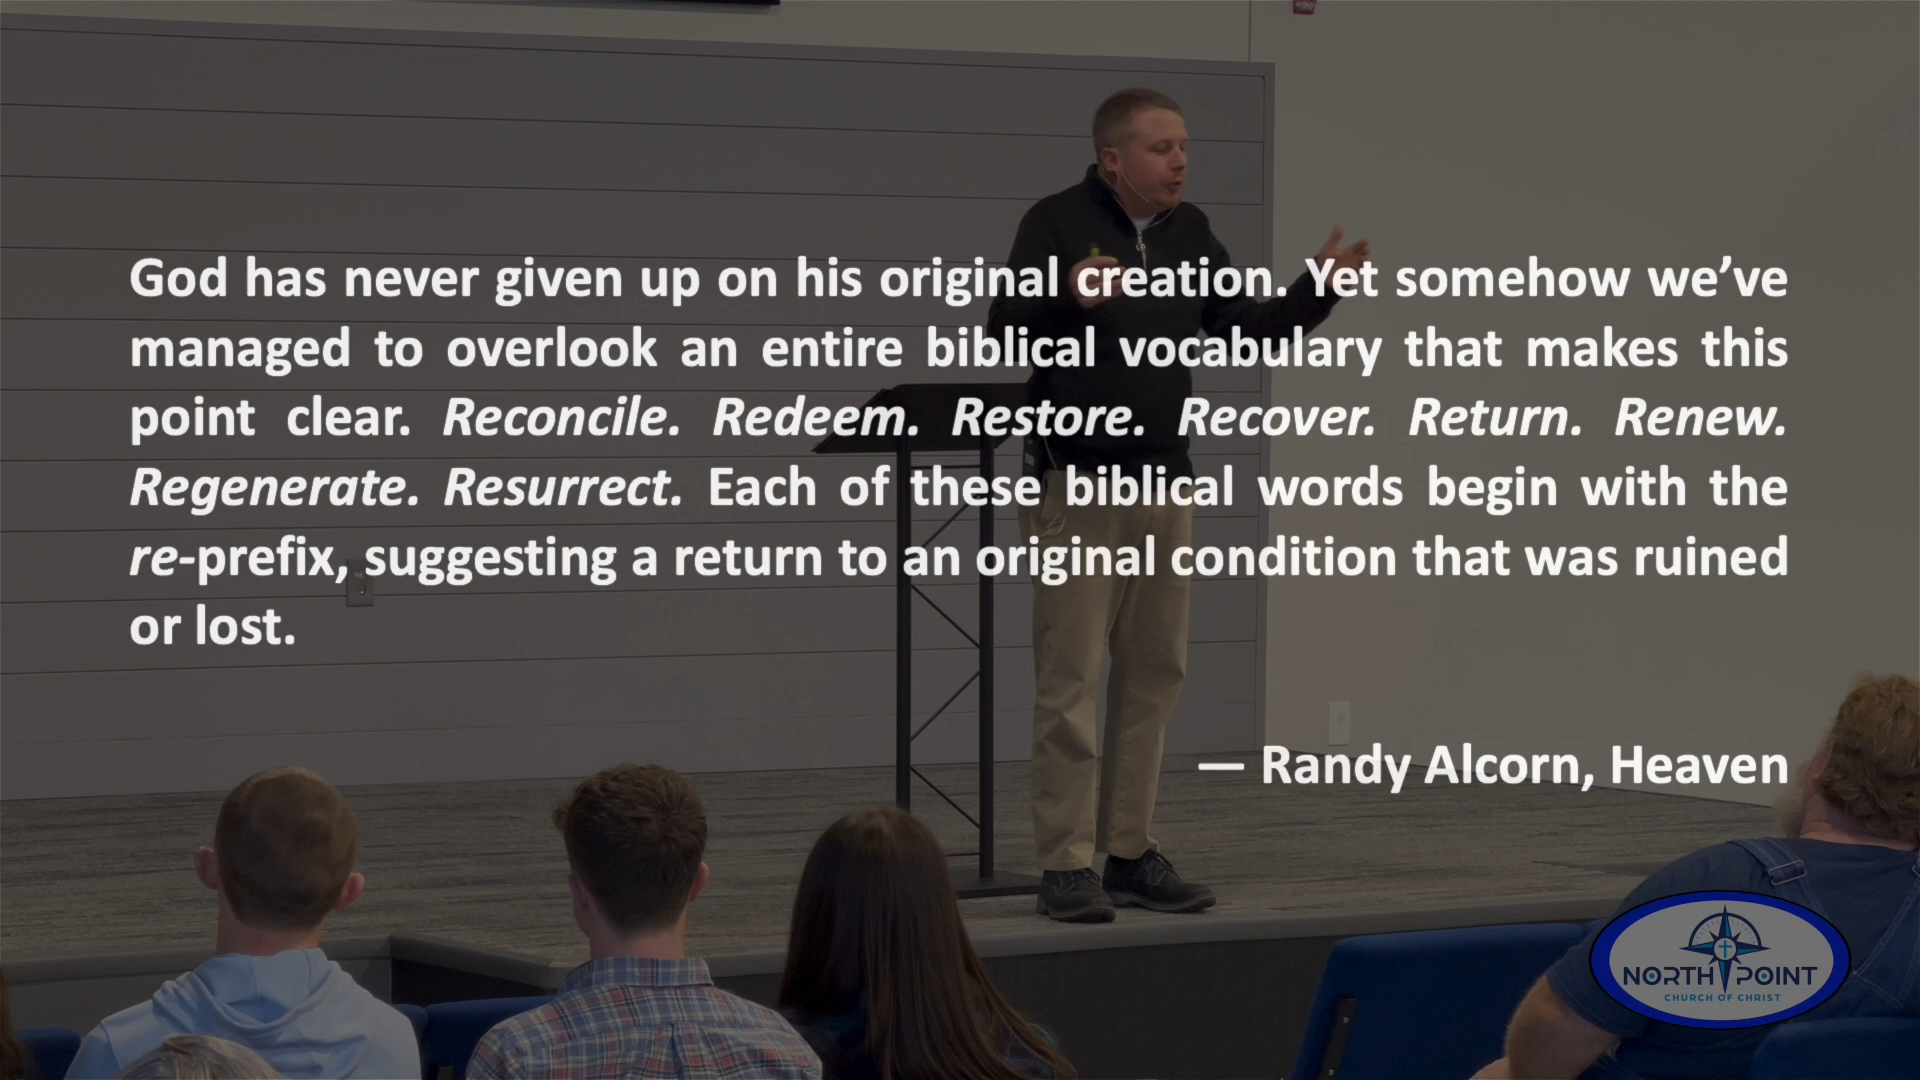 God has never given up on his original creation. Yet somehow we’ve
managed to overlook an entire biblical vocabulary that makes this
point clear. Reconcile. Redeem. Restore. Recover. Return. Renew.
Regenerate. Resurrect. Each of these biblical words begin with the
re-prefix, suggesting a return to an original condition that was ruined
or lost.
— Randy Alcorn, Heaven
NORTH POINT
CHURCH OF CHRIST